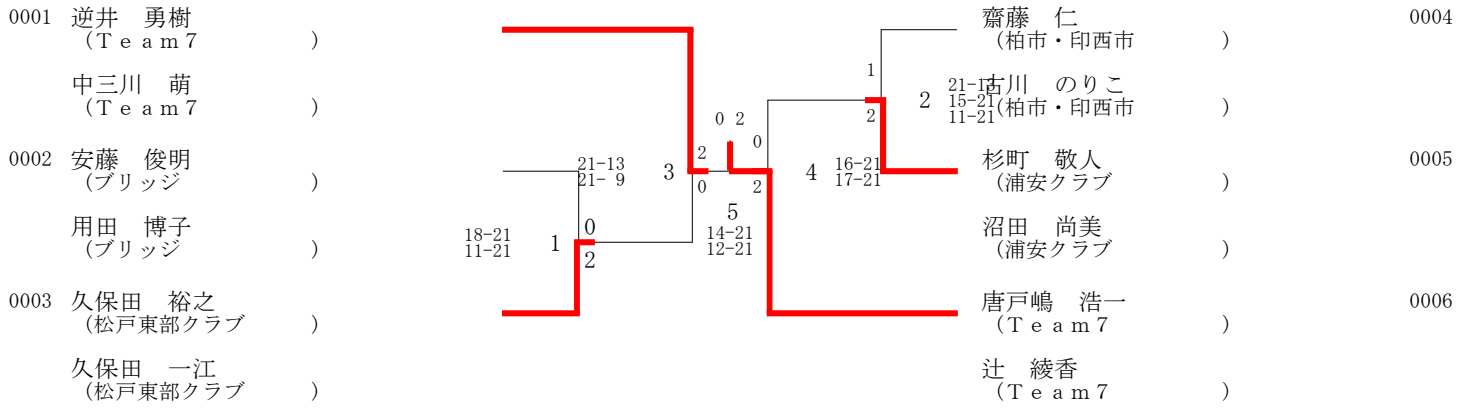 0001 逆井　勇樹
(Ｔｅａｍ７　　　　　　)
中三川　萌
(Ｔｅａｍ７　　　　　　)
0002 安藤　俊明
(ブリッジ　　　　　　　)
用田　博子
(ブリッジ　　　　　　　)
0003 久保田　裕之
(松戸東部クラブ　　　　)
久保田　一江
(松戸東部クラブ　　　　)
18-21
11-21
1
0
2
21-13
21- 9
3
2
0
0 2
5
14-21
12-21
0
2
4
16-21
17-21
1
2
2
21-13
15-21
11-21
齋藤　仁
0004
(柏市・印西市　　　　　)
古川　のりこ
(柏市・印西市　　　　　)
杉町　敬人
0005
(浦安クラブ　　　　　　)
沼田　尚美
(浦安クラブ　　　　　　)
唐戸嶋　浩一
0006
(Ｔｅａｍ７　　　　　　)
辻　綾香
(Ｔｅａｍ７　　　　　　)